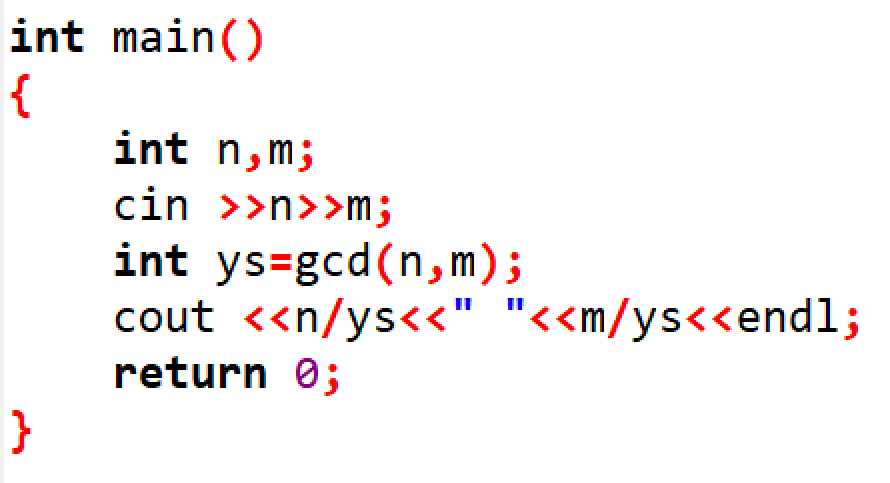 int main()
{
    int n,m;
    cin >>n>>m;
    int ys=gcd(n,m);
    cout <<n/ys<<" "<<m/ys<<endl;
    return 0;
}